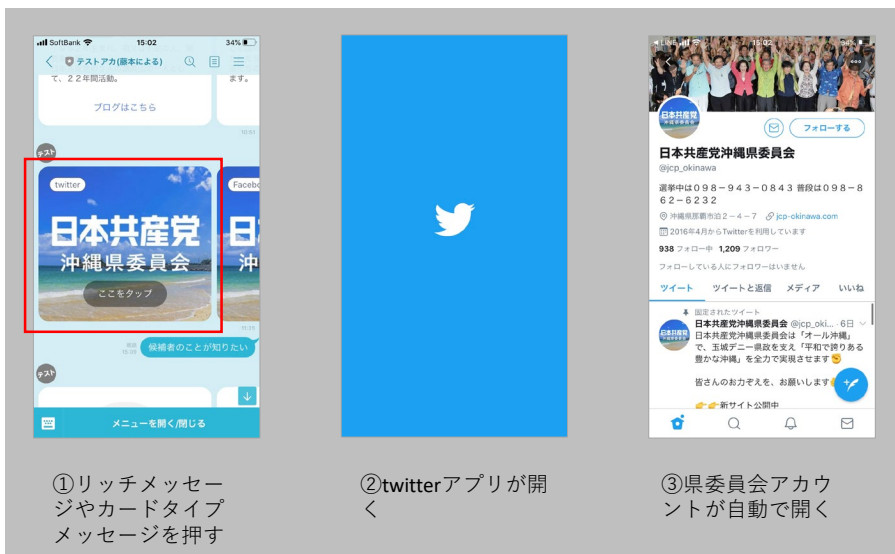 SoftBank 15:02 34%
テストアカ(藤本による)
て、22年間活動。
ます。
ブログはこちら
テスト
twitter
日本共産党
沖縄県委員会
ここをタップ
Facebo
日
沖
既読
候補者のことが知りたい
テスト
メニューを開く/閉じる
①リッチメッセー
ジやカードタイプ
メッセージを押す
②twitterアプリが開
く
LINE 15:02 34%
日本共産党
沖縄県委員会
フォローする
日本共産党沖縄県委員会
@jcp_okinawa
選挙中は098-943-0843 普段は098-8
62-6232
沖縄県那覇市泊2-4-7 jcp-okinawa.com
2016年4月からTwitterを利用しています
938 フォロー中 1,209 フォロワー
フォローしている人にフォロワーはいません
ツイート ツイートと返信 メディア いいね
固定されたツイート
日本共産党沖縄県委員会 @jcp_oki... · 6日
日本共産党沖縄県委員会は「オール沖縄」
で、玉城デニー県政を支え「平和で誇りある
豊かな沖縄」を全力で実現させます✊
皆さんのお力ぞえを、お願いします
👉👉新サイト公開中
③県委員会アカウ
ントが自動で開く